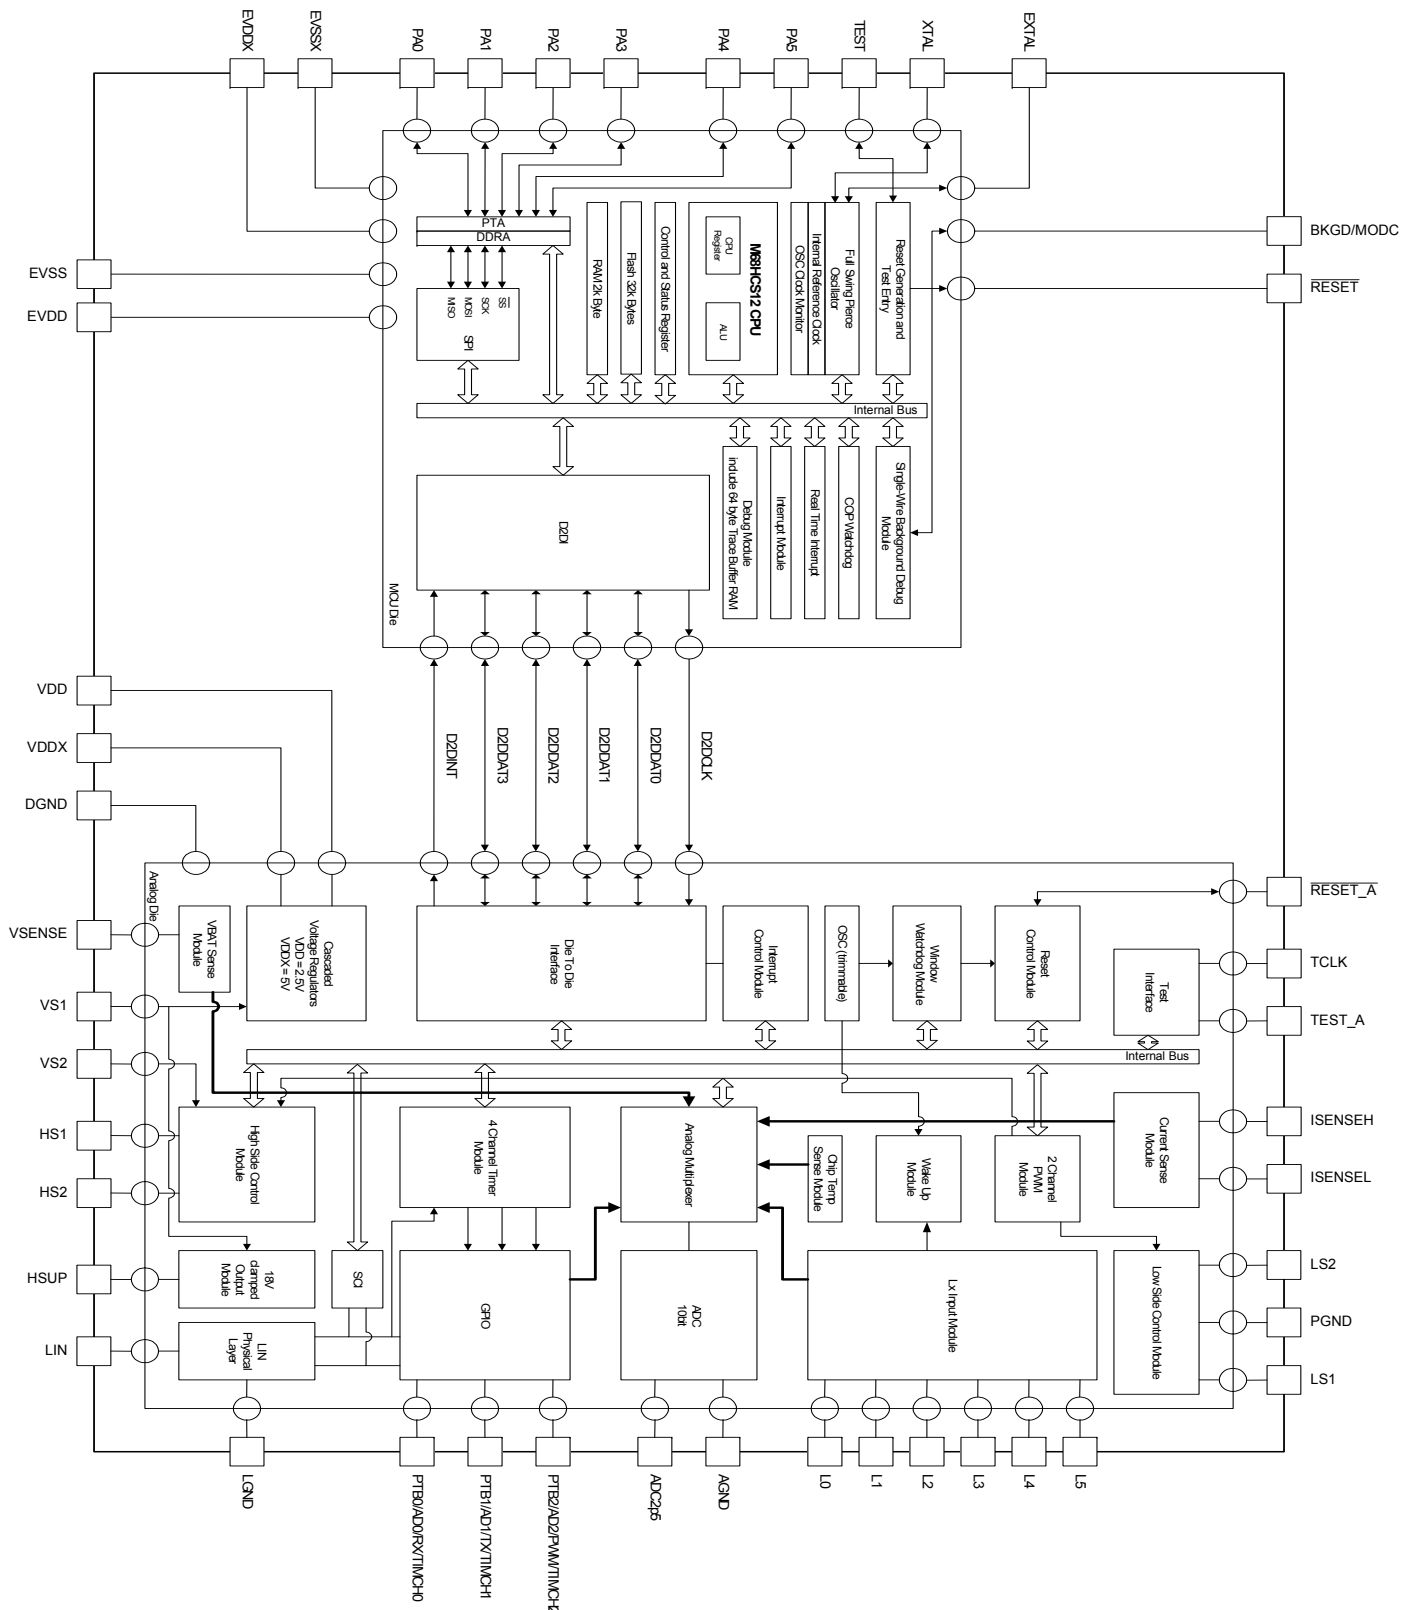 EVDDX
EVSSX
PA0
PA1
PA2
PA3
PA4
PA5
TEST
XTAL
EXTAL
BKGD/MODC
RESET
EVSS
EVDD
PTA
DDRA
MISO
MOSI
SCK
SS
SPI
RAM 2k Byte
Flash 32k Bytes
Control and Status Register
M68HCS12 CPU
CPU
Register
ALU
OSC Clock Monitor
Internal Reference Clock
Full Swing Pierce
Oscillator
Reset Generation and
Test Entry
Internal Bus
D2DI
Debug Module
include 64 byte Trace Buffer RAM
Interrupt Module
Real Time Interrupt
COP Watchdog
Single-Wire Background Debug
Module
MCU Die
VDD
VDDX
DGND
D2DINT
D2DDAT3
D2DDAT2
D2DDAT1
D2DDAT0
D2DCLK
Analog Die
VSENSE
VS1
VS2
HS1
HS2
HSUP
LIN
VBAT Sense
Module
Cascaded
Voltage Regulators
VDD = 2.5V
VDDX = 5V
Die To Die
Interface
Interrupt
Control Module
OSC (trimmable)
Window
Watchdog Module
Reset
Control Module
Test
Interface
RESET_A
TCLK
TEST_A
Internal Bus
High Side Control
Module
4 Channel Timer
Module
Analog Multiplexer
Chip Temp
Sense Module
Wake Up
Module
2 Channel
PWM
Module
Current Sense
Module
ISENSEH
ISENSEL
18V
clamped
Output
Module
SCI
GPIO
ADC
10bit
Lx Input Module
Low Side Control Module
LS2
PGND
LS1
LIN
Physical
Layer
LGND
PTB0/AD0/RX/TIMCH0
PTB1/AD1/TX/TIMCH1
PTB2/AD2/PWM/TIMCH2
ADC2p5
AGND
L0
L1
L2
L3
L4
L5